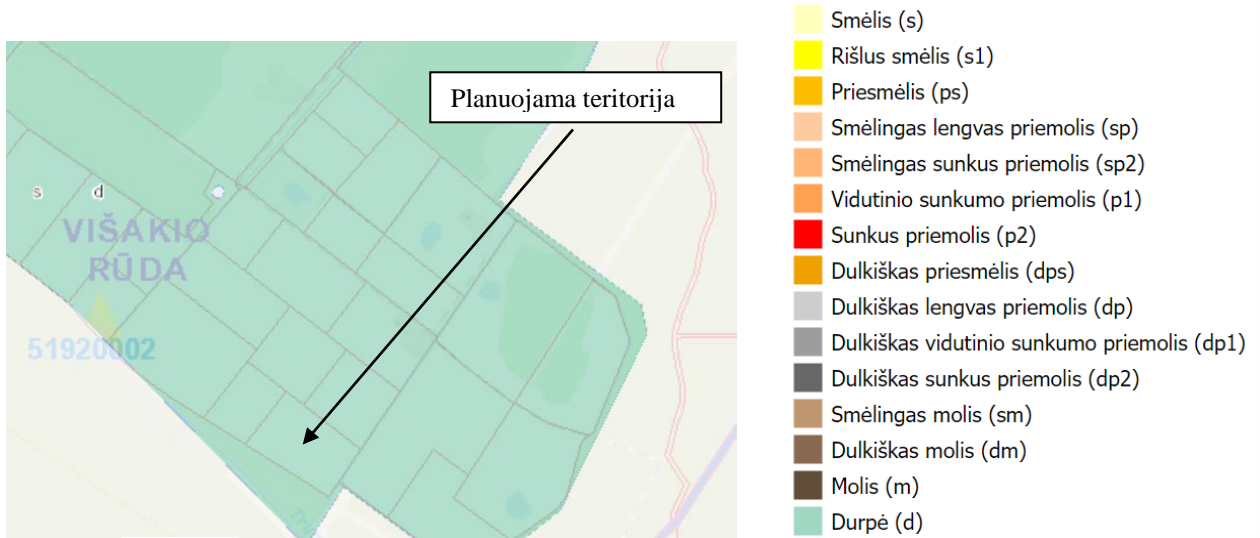 Planuojama teritorija
s d
VIŠAKIO
RŪDA
51920002
Smėlis (s)
Rišlus smėlis (s1)
Priesmėlis (ps)
Smėlingas lengvas priemolis (sp)
Smėlingas sunkus priemolis (sp2)
Vidutinio sunkumo priemolis (p1)
Sunkus priemolis (p2)
Dulkiškas priesmėlis (dps)
Dulkiškas lengvas priemolis (dp)
Dulkiškas vidutinio sunkumo priemolis (dp1)
Dulkiškas sunkus priemolis (dp2)
Smėlingas molis (sm)
Dulkiškas molis (dm)
Molis (m)
Durpė (d)